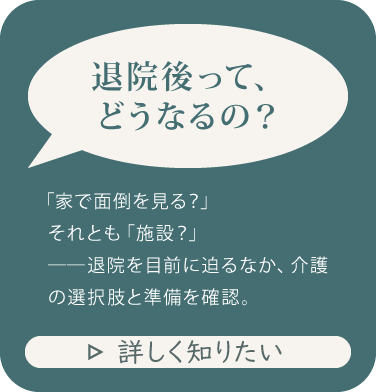 退院後って、
どうなるの？
「家で面倒を見る？」
それとも「施設？」
──退院を目前に迫るなか、介護
の選択肢と準備を確認。
▷ 詳しく知りたい